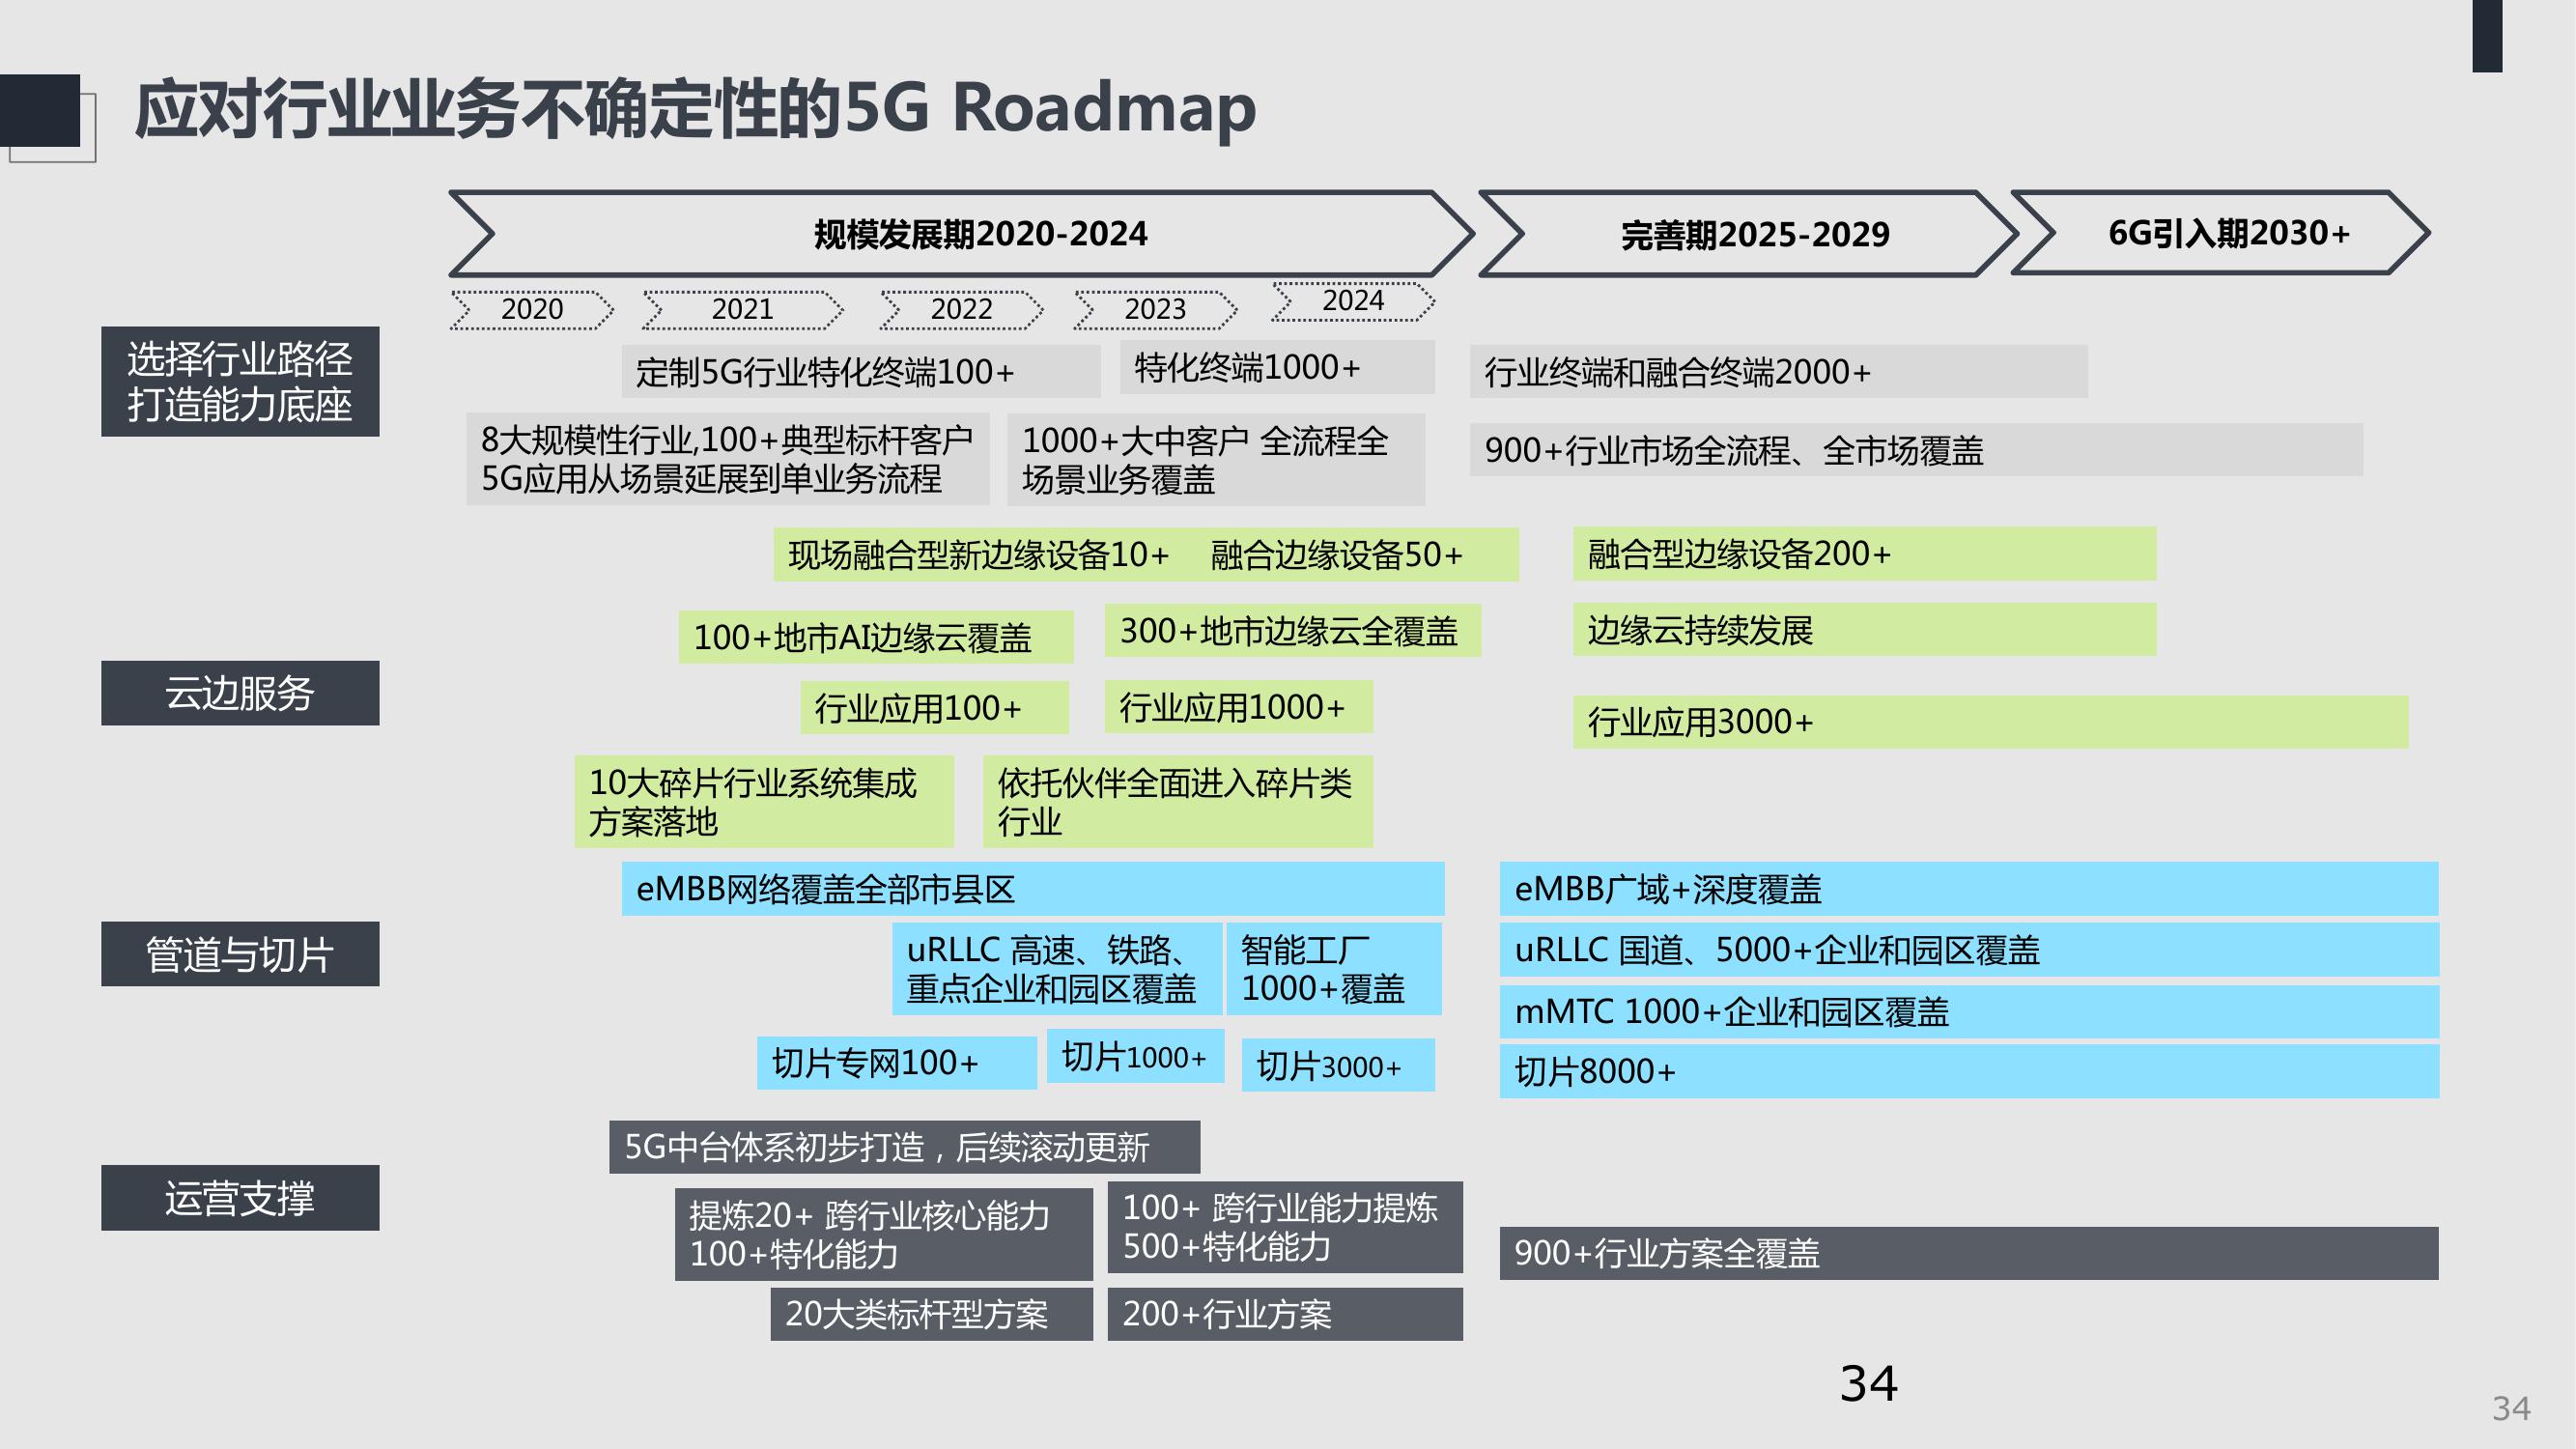 应对行业业务不确定性的5G Roadmap
规模发展期2020-2024
完善期2025-2029
6G引入期2030+
2020
2021
2022
2023
2024
选择行业路径
打造能力底座
定制5G行业特化终端100+
特化终端1000+
行业终端和融合终端2000+
8大规模性行业,100+典型标杆客户
5G应用从场景延展到单业务流程
1000+大中客户 全流程全
场景业务覆盖
900+行业市场全流程、全市场覆盖
云边服务
现场融合型新边缘设备10+ 融合边缘设备50+
融合型边缘设备200+
100+地市AI边缘云覆盖
300+地市边缘云全覆盖
边缘云持续发展
行业应用100+
行业应用1000+
行业应用3000+
10大碎片行业系统集成
方案落地
依托伙伴全面进入碎片类
行业
管道与切片
eMBB网络覆盖全部市县区
eMBB广域+深度覆盖
uRLLC 高速、铁路、
重点企业和园区覆盖
智能工厂
1000+覆盖
uRLLC 国道、5000+企业和园区覆盖
mMTC 1000+企业和园区覆盖
切片专网100+
切片1000+
切片3000+
切片8000+
运营支撑
5G中台体系初步打造，后续滚动更新
提炼20+ 跨行业核心能力
100+特化能力
100+ 跨行业能力提炼
500+特化能力
900+行业方案全覆盖
20大类标杆型方案
200+行业方案
34
34